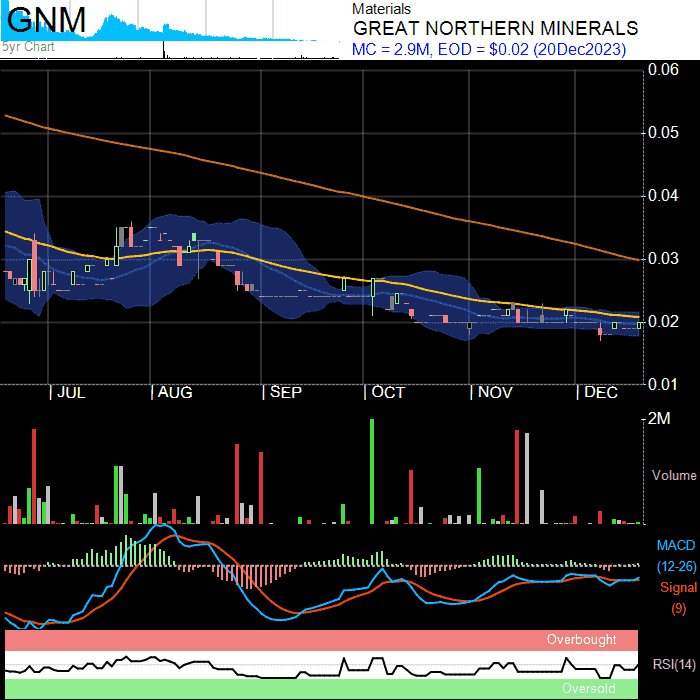 GNM
5yr Chart
Materials
GREAT NORTHERN MINERALS
MC = 2.9M, EOD = $0.02 (20Dec2023)
0.06
0.05
0.04
0.03
0.02
0.01
| JUL | AUG | SEP | OCT | NOV | DEC
2M
Volume
MACD
(12-26)
Signal
(9)
Overbought
RSI(14)
Oversold